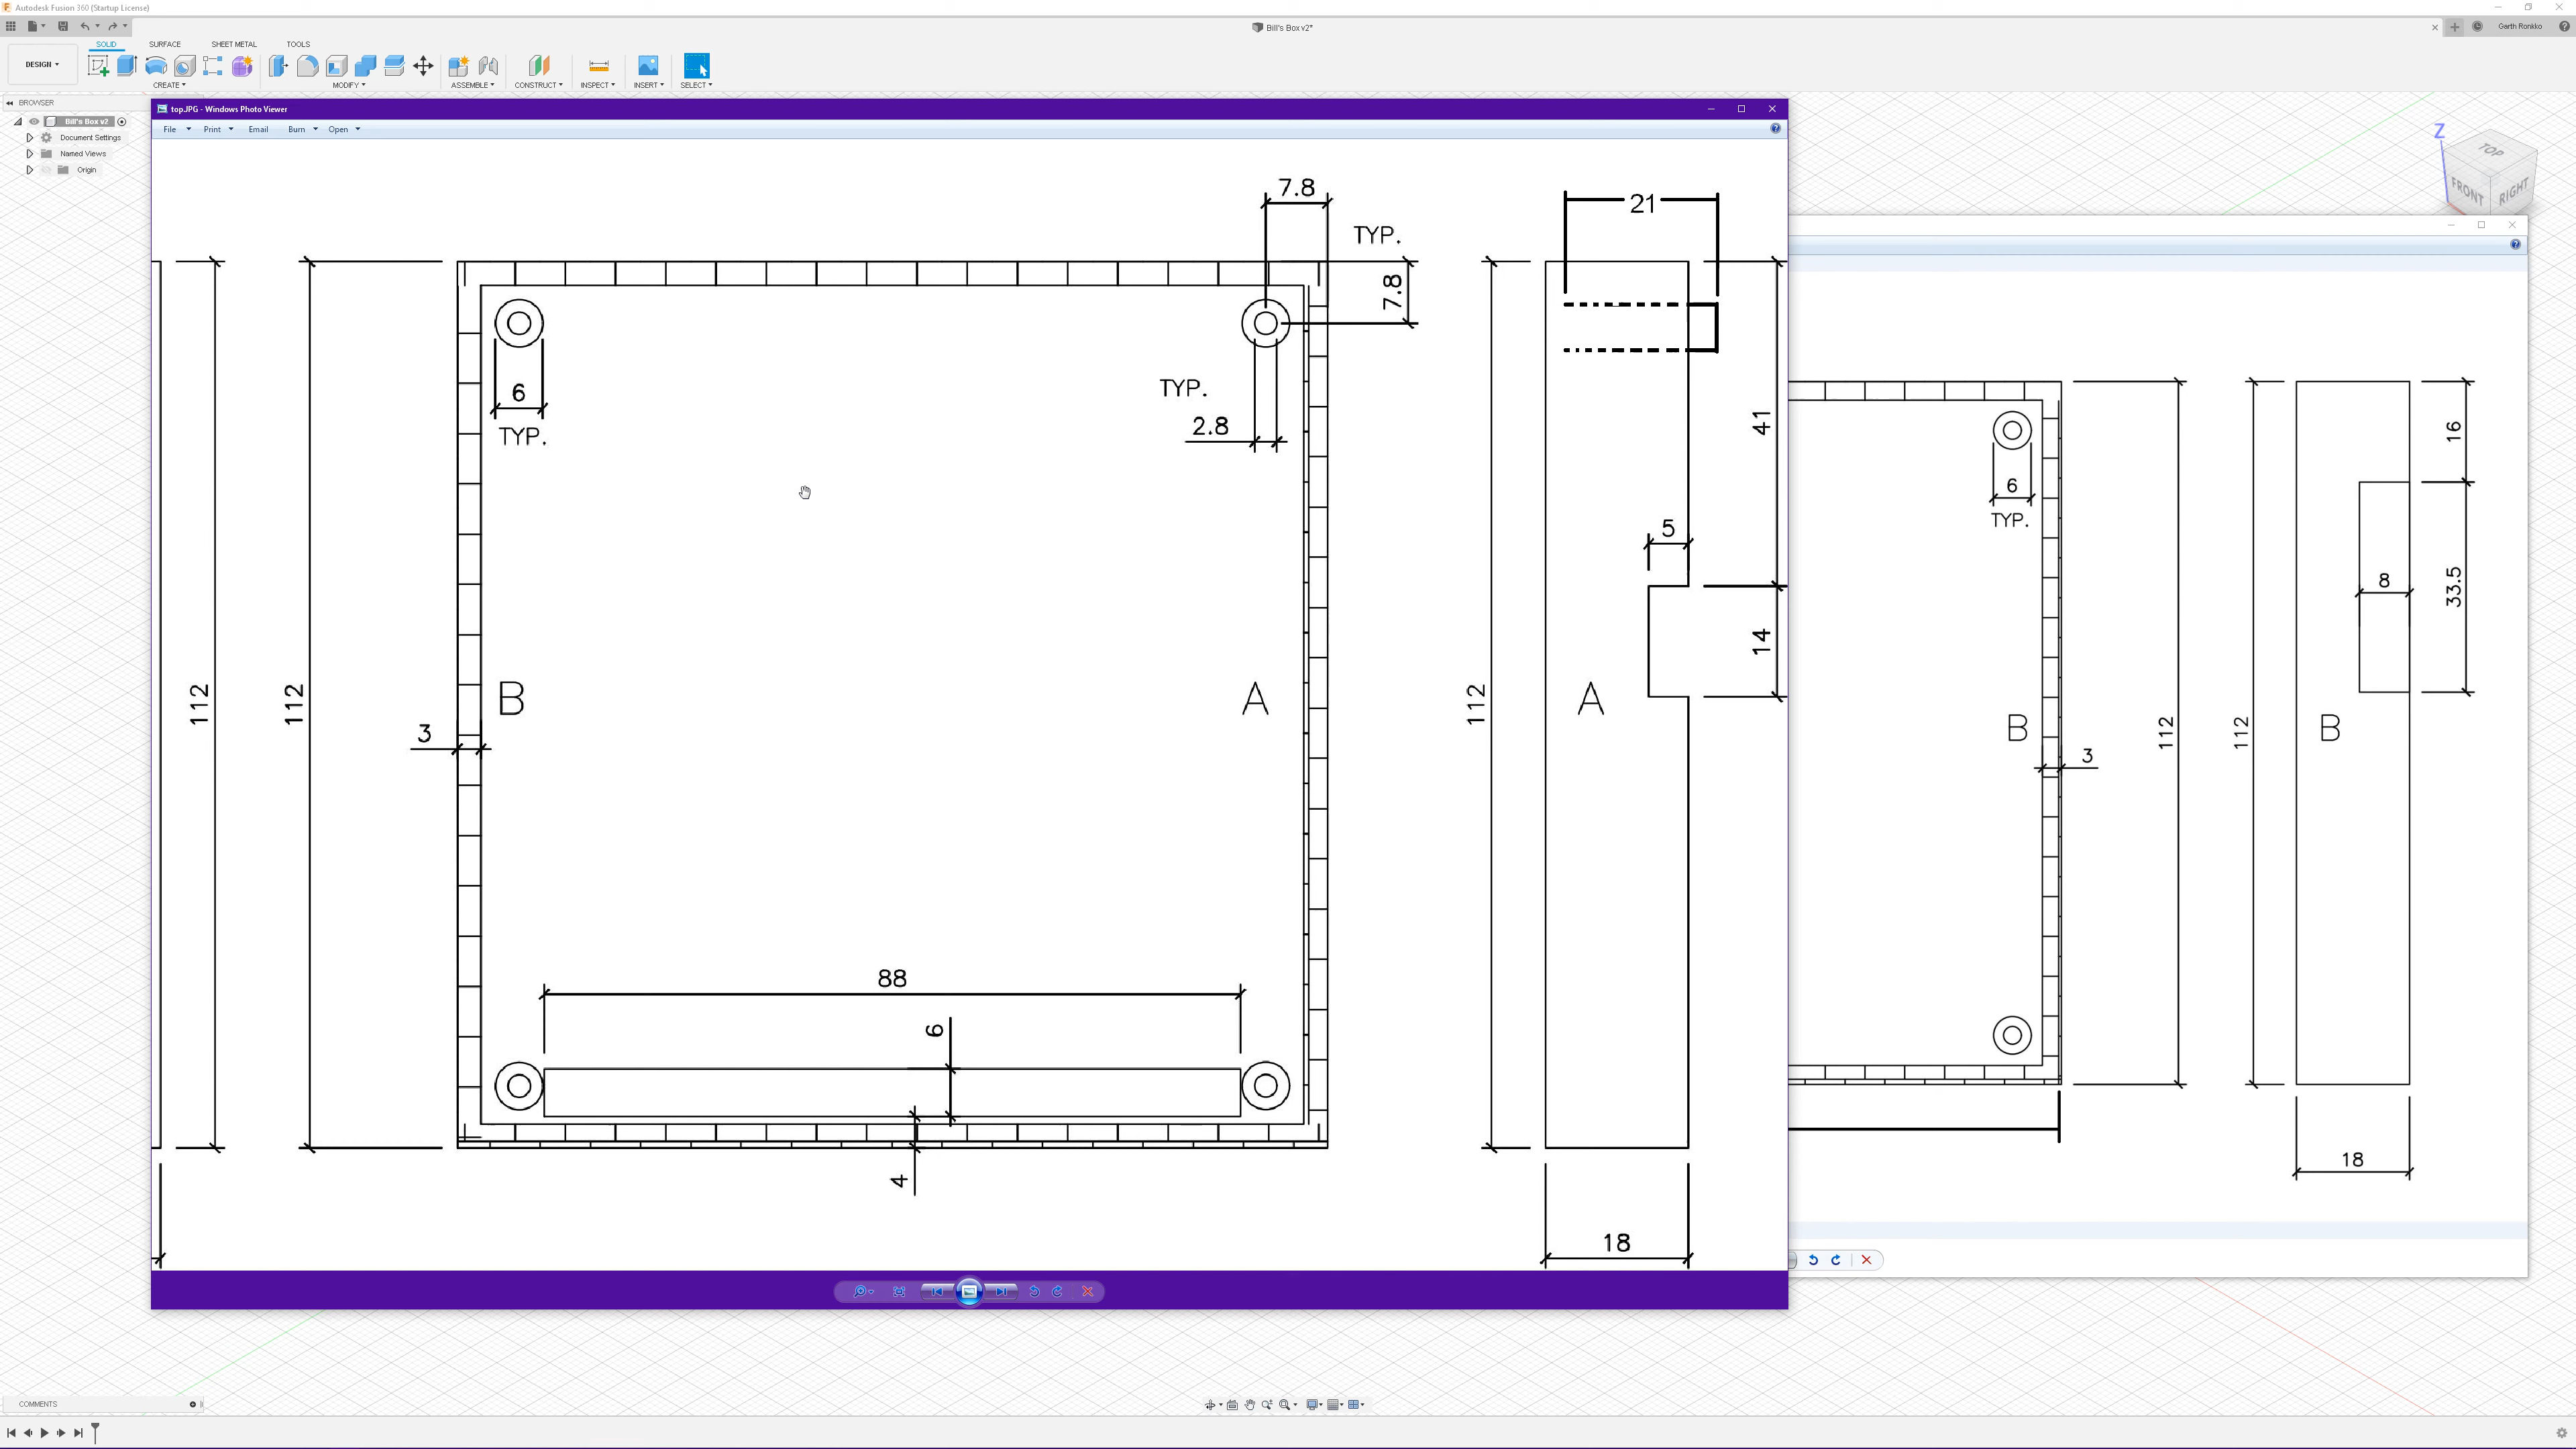 Autodesk Fusion 360 (Startup License)
Bill's Box v2*
Garth Ronkko
SOLID SURFACE SHEET METAL TOOLS
DESIGN
CREATE MODIFY ASSEMBLE CONSTRUCT INSPECT INSERT SELECT
BROWSER
Bill's Box v2
Document Settings
Named Views
Origin
top.JPG - Windows Photo Viewer
File Print Email Burn Open
Z
TOP
FRONT RIGHT
7.8
21
TYP.
7.8
6
TYP.
TYP.
2.8
41
5
14
112
112
B
A
112
A
3
88
6
4
18
16
6
TYP.
8
33.5
B
112
112
B
3
18
COMMENTS